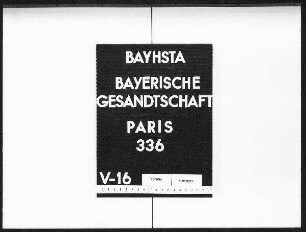 BAYHSTA
BAYERISCHE
GESANDTSCHAFT
PARIS
336
V-16